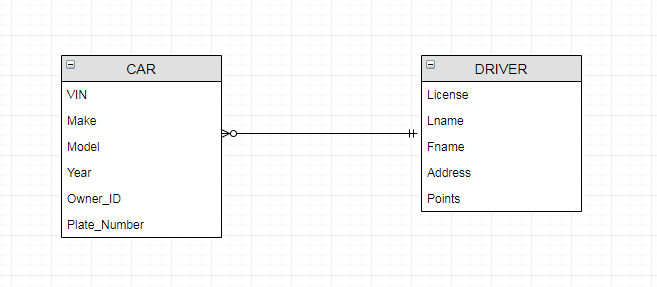 CAR
VIN
Make
Model
Year
Owner_ID
Plate_Number
DRIVER
License
Lname
Fname
Address
Points